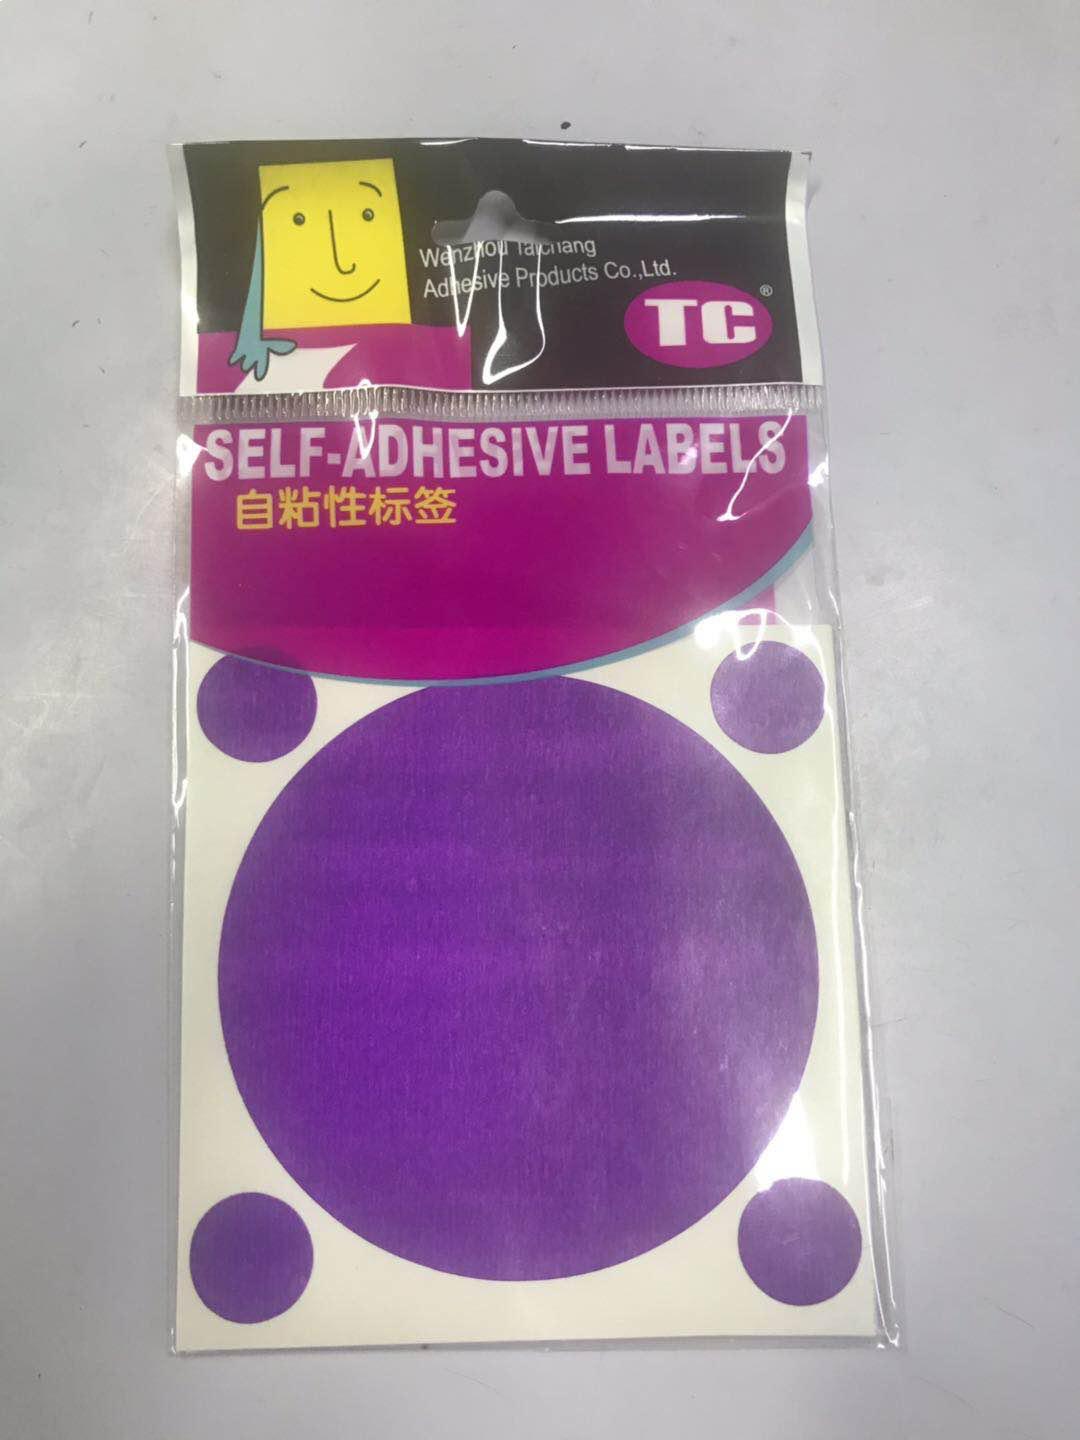 Wenzhou Taichang
Adhesive Products Co.,Ltd.
TC®
SELF-ADHESIVE LABELS
自粘性标签